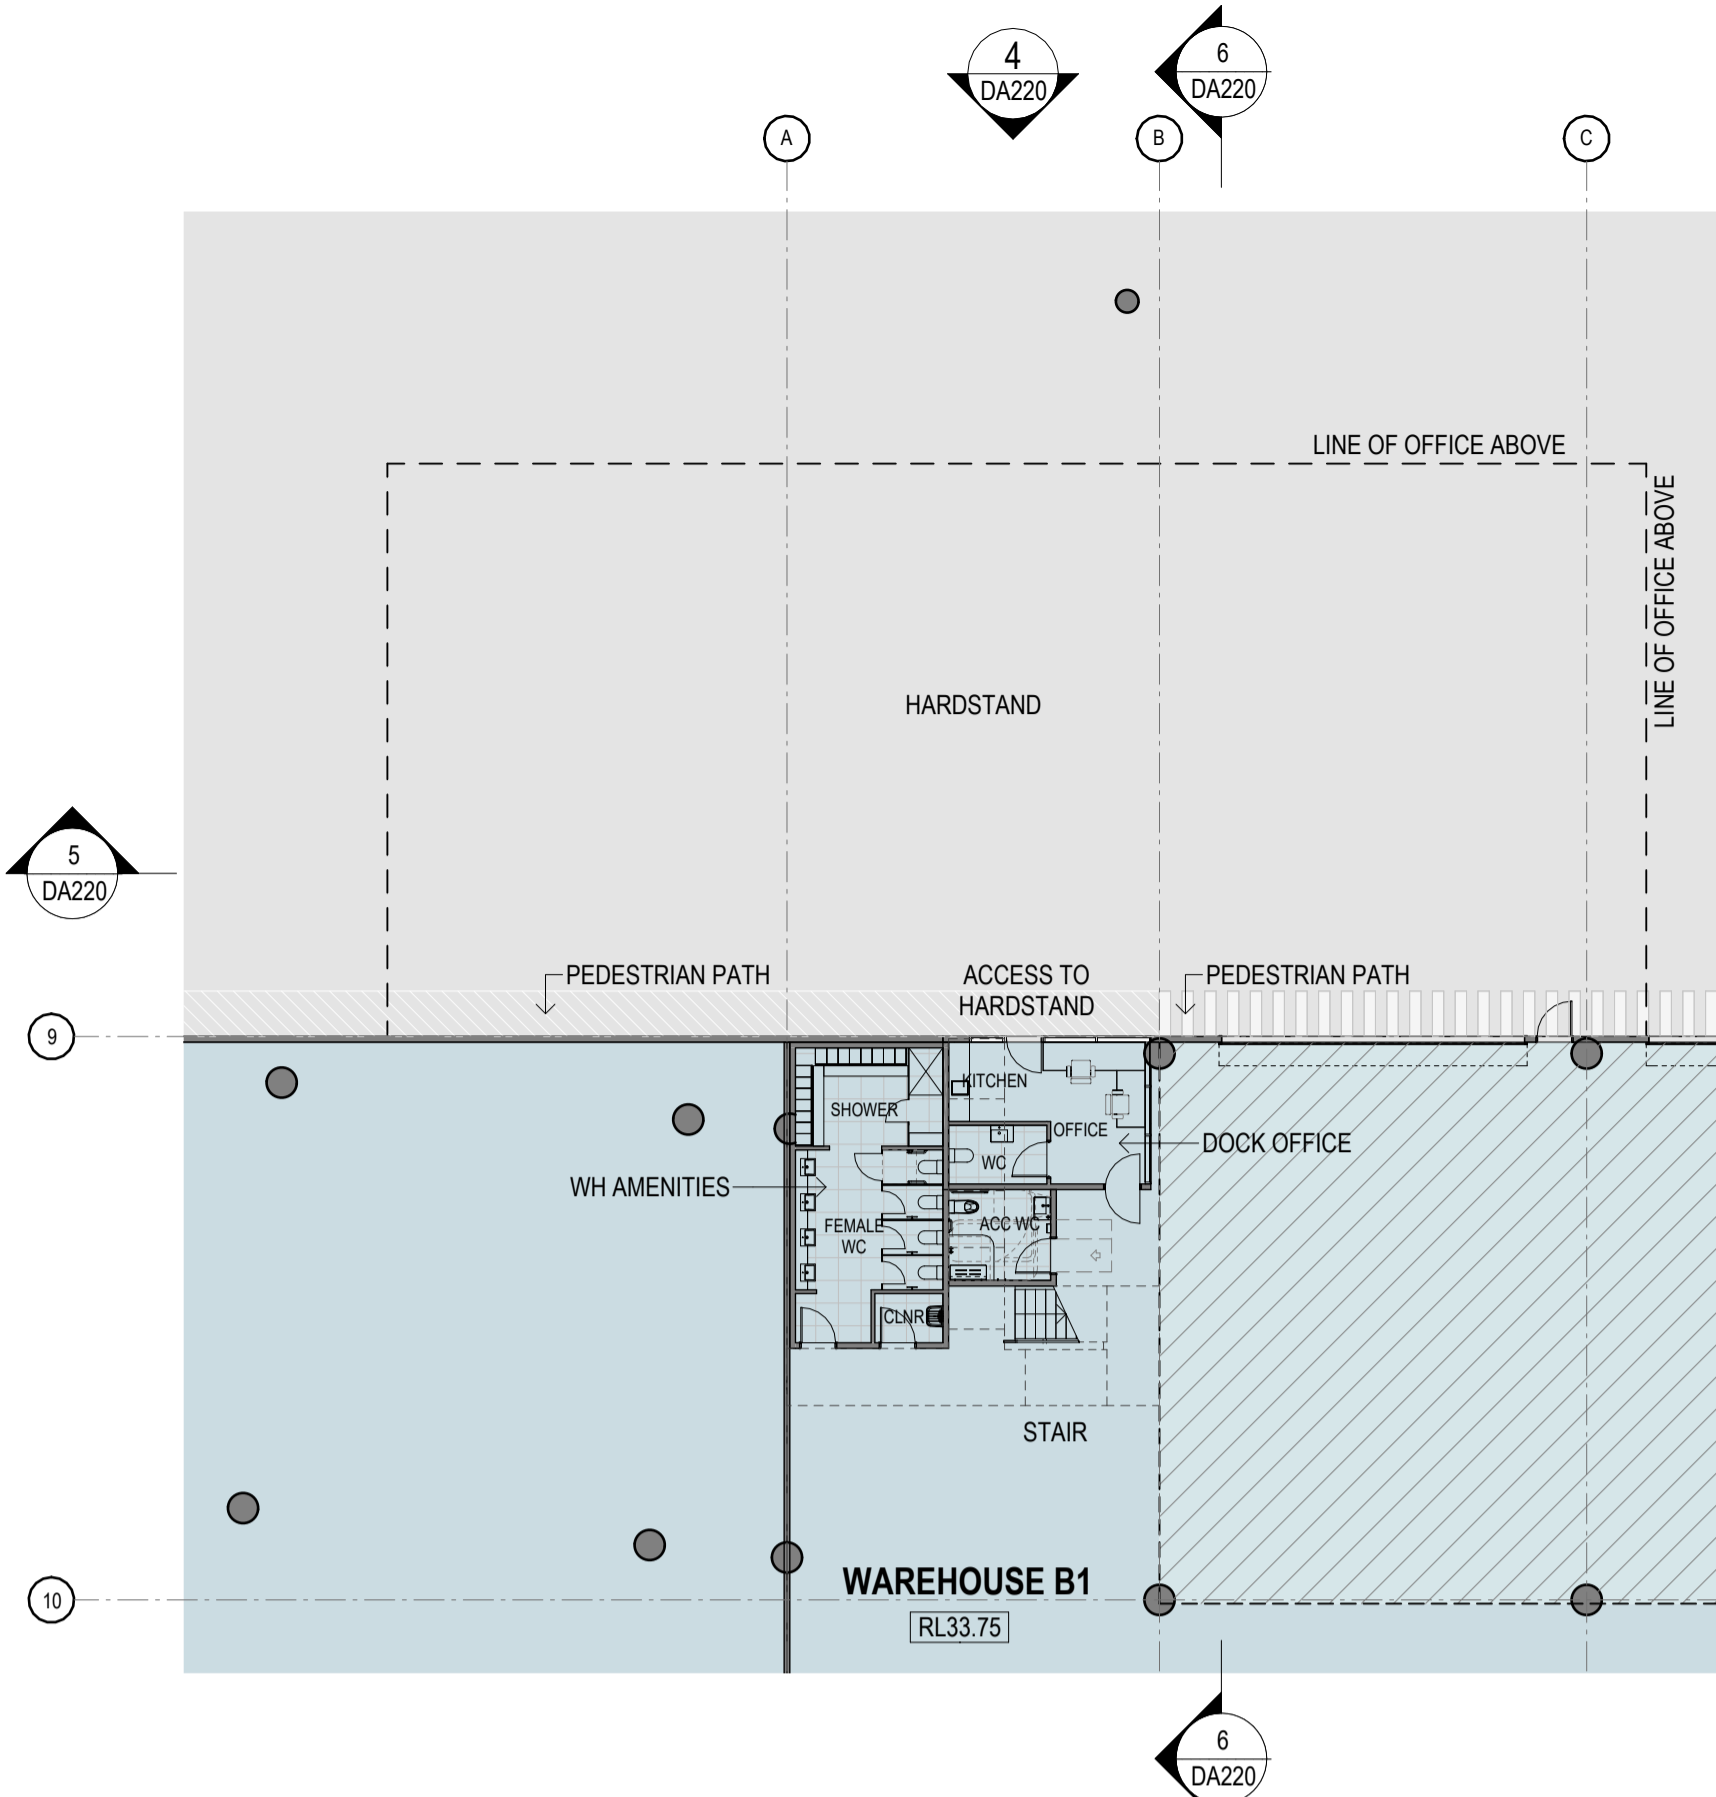 4
DA220
6
DA220
A
B
C
LINE OF OFFICE ABOVE
LINE OF OFFICE ABOVE
HARDSTAND
5
DA220
PEDESTRIAN PATH
ACCESS TO
HARDSTAND
PEDESTRIAN PATH
9
KITCHEN
SHOWER
OFFICE
DOCK OFFICE
WC
WH AMENITIES
FEMALE
WC
ACC WC
CLNR
STAIR
WAREHOUSE B1
10
RL33.75
6
DA220